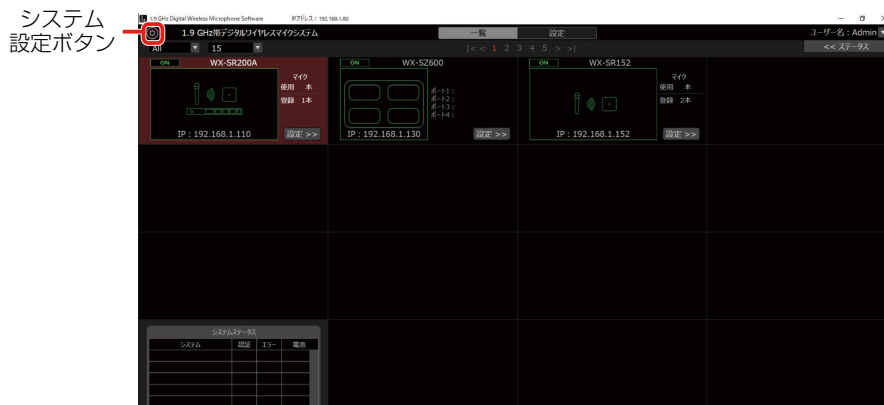 システム
設定ボタン
1.9 GHz Digital Wireless Microphone Software IPアドレス：192.168.1.80
1.9 GHz帯デジタルワイヤレスマイクシステム 一覧 設定 ユーザー名：Admin
All 15 |<< 1 2 3 4 5 >>| << ステータス
ON WX-SR200A
マイク
使用 本
登録 1本
IP：192.168.1.110 設定 >>
WX-SZ600
ON
ポート1：
ポート2：
ポート3：
ポート4：
IP：192.168.1.130 設定 >>
ON WX-SR152
マイク
使用 本
登録 2本
IP：192.168.1.152 設定 >>
システムステータス
システム 認証 エラー 電池